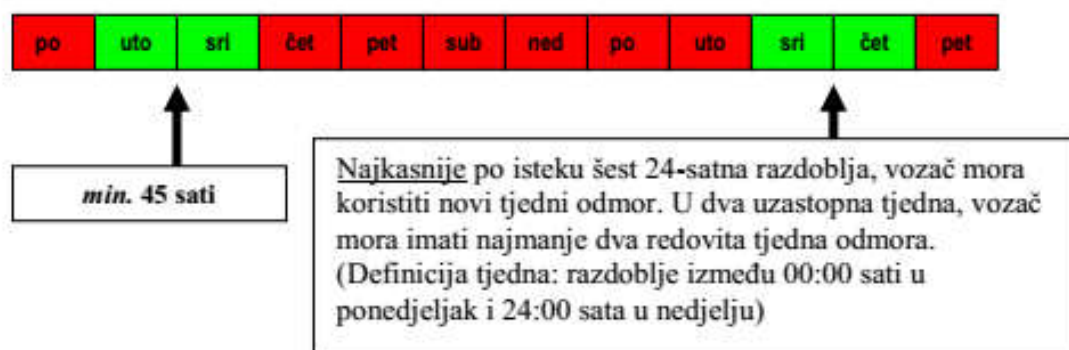 po uto sri čet pet sub ned po uto sri čet pet
min. 45 sati
Najkasnije po isteku šest 24-satna razdoblja, vozač mora
koristiti novi tjedni odmor. U dva uzastopna tjedna, vozač
mora imati najmanje dva redovita tjedna odmora.
(Definicija tjedna: razdoblje između 00:00 sati u
ponedjeljak i 24:00 sata u nedjelju)